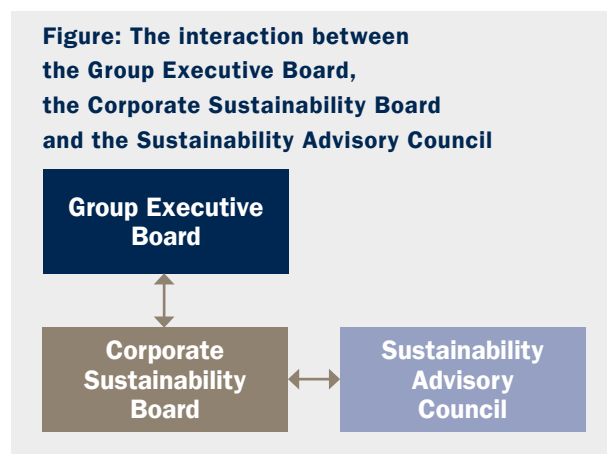 Figure: The interaction between
the Group Executive Board,
the Corporate Sustainability Board
and the Sustainability Advisory Council
Group Executive
Board
Corporate
Sustainability
Board
Sustainability
Advisory
Council